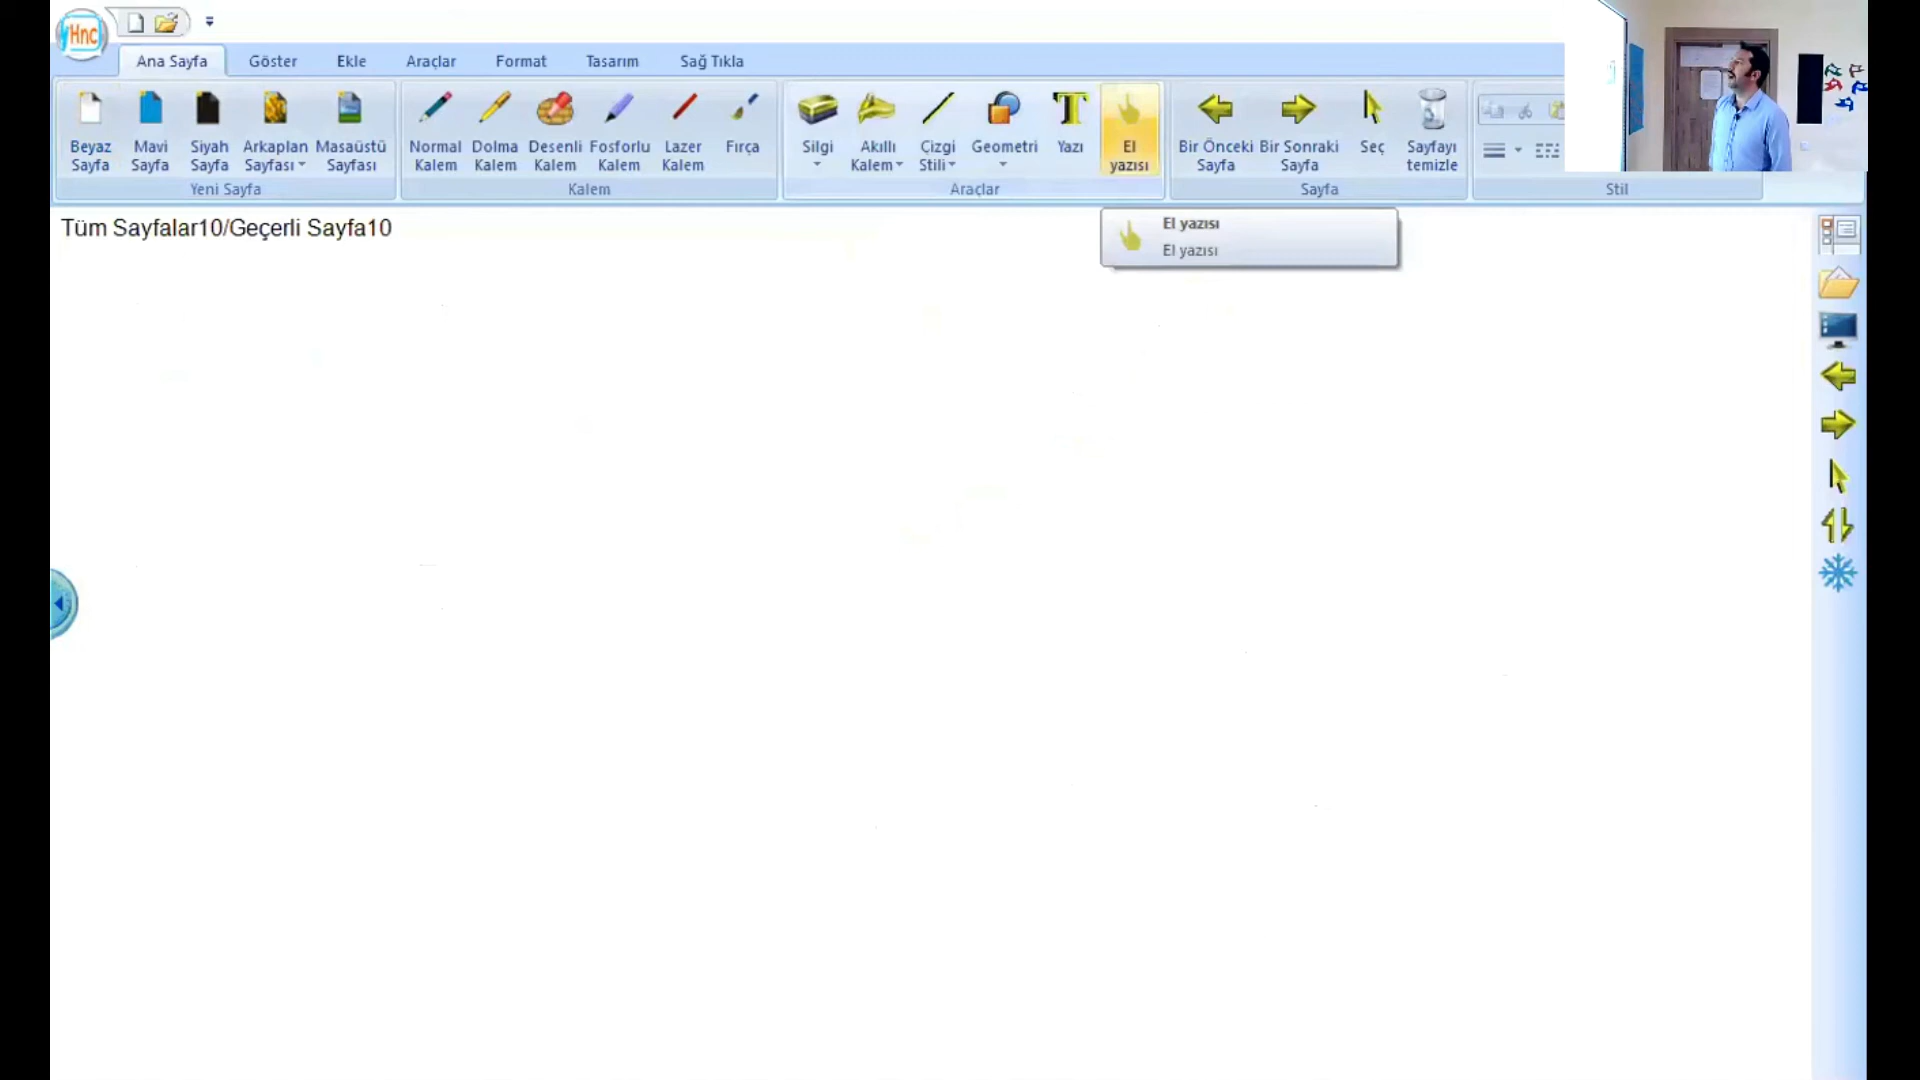 Hnc
Ana Sayfa Göster Ekle Araçlar Format Tasarım Sağ Tıkla
Beyaz Sayfa
Mavi Sayfa
Siyah Sayfa
Arkaplan Sayfası
Masaüstü Sayfası
Yeni Sayfa
Normal Kalem
Dolma Kalem
Desenli Kalem
Fosforlu Kalem
Lazer Kalem
Fırça
Kalem
Silgi
Akıllı Kalem
Çizgi Stili
Geometri
Yazı
El yazısı
Araçlar
Bir Önceki Sayfa
Bir Sonraki Sayfa
Seç
Sayfayı temizle
Sayfa
Stil
Tüm Sayfalar10/Geçerli Sayfa10
El yazısı
El yazısı